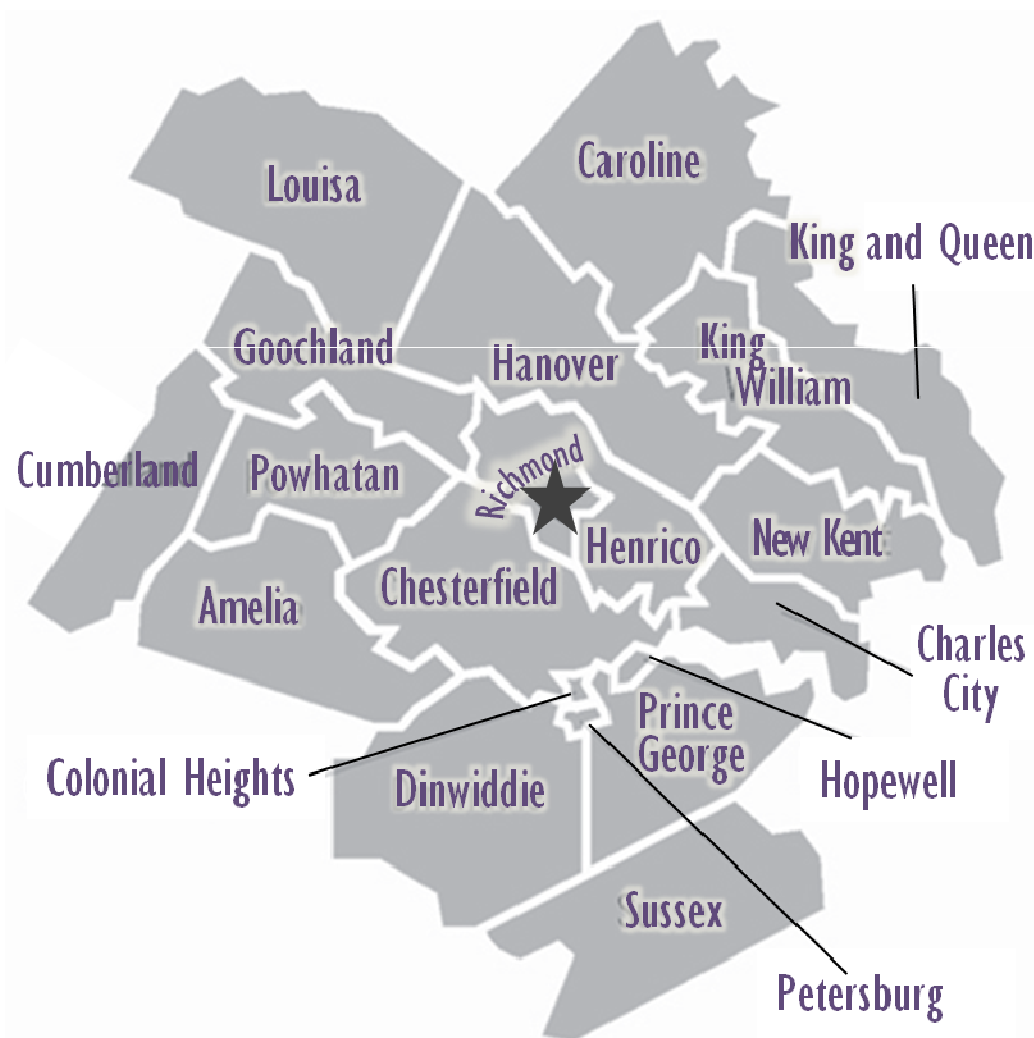 Caroline
Louisa
King and Queen
Goochland
Hanover
King
William
Cumberland
Powhatan
Richmond
New Kent
Henrico
Chesterfield
Amelia
Charles
City
Prince
George
Colonial Heights
Dinwiddie
Hopewell
Sussex
Petersburg